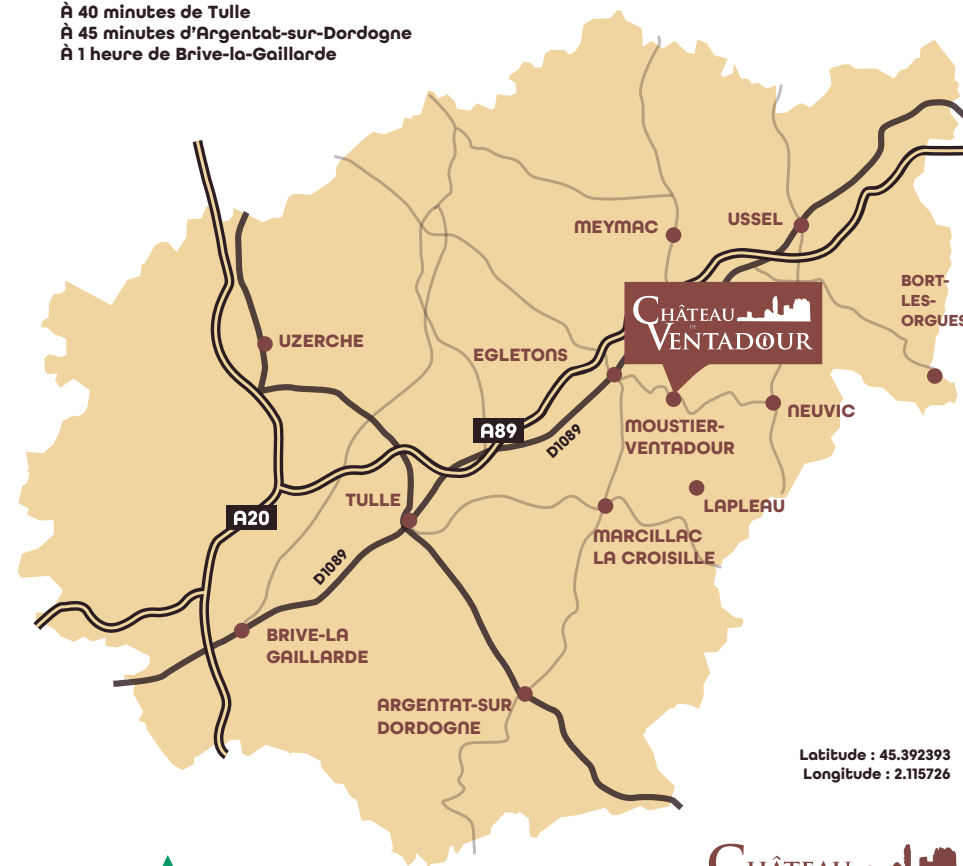 À 40 minutes de Tulle
À 45 minutes d'Argentat-sur-Dordogne
À 1 heure de Brive-la-Gaillarde
MEYMAC
USSEL
BORT-
LES-
ORGUES
CHÂTEAU
DE
VENTADOUR
UZERCHE
EGLETONS
NEUVIC
MOUSTIER-
VENTADOUR
A89
D1089
TULLE
LAPLEAU
A20
MARCILLAC
LA CROISILLE
D1089
BRIVE-LA
GAILLARDE
ARGENTAT-SUR
DORDOGNE
Latitude : 45.392393
Longitude : 2.115726
CHÂTEAU